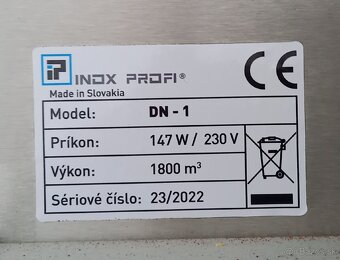 iP INOX PROFI®
CE
Made in Slovakia
Model: DN - 1
Príkon: 147 W / 230 V
Výkon: 1800 m³
Sériové číslo: 23/2022